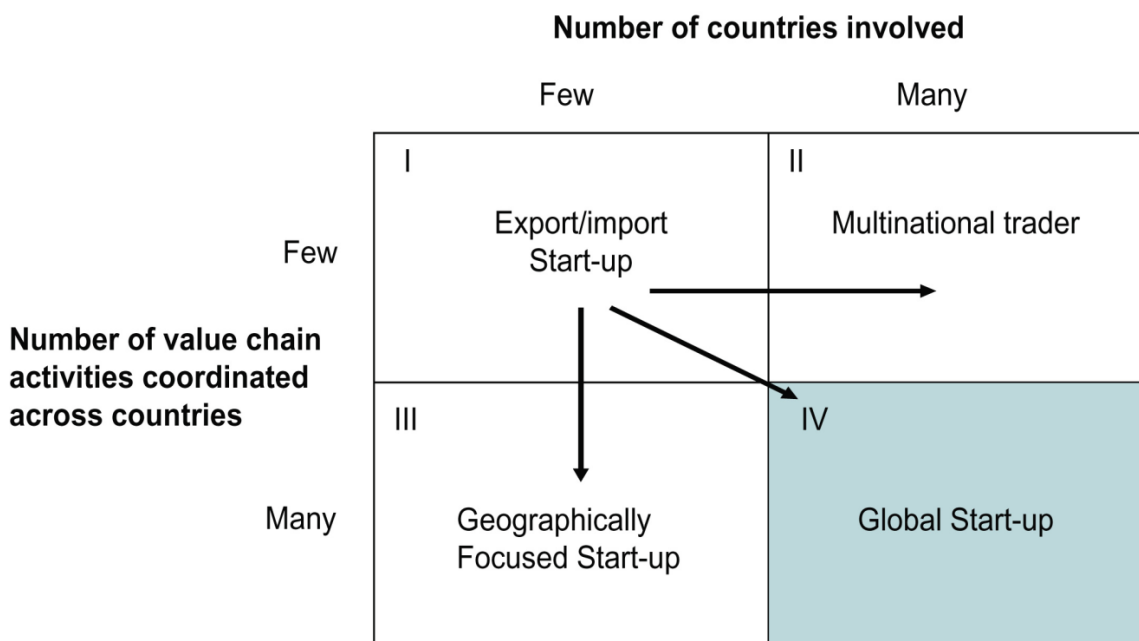 Number of countries involved
Few
Many
I
II
Export/import
Start-up
Multinational trader
Few
Number of value chain
activities coordinated
across countries
III
IV
Many
Geographically
Focused Start-up
Global Start-up